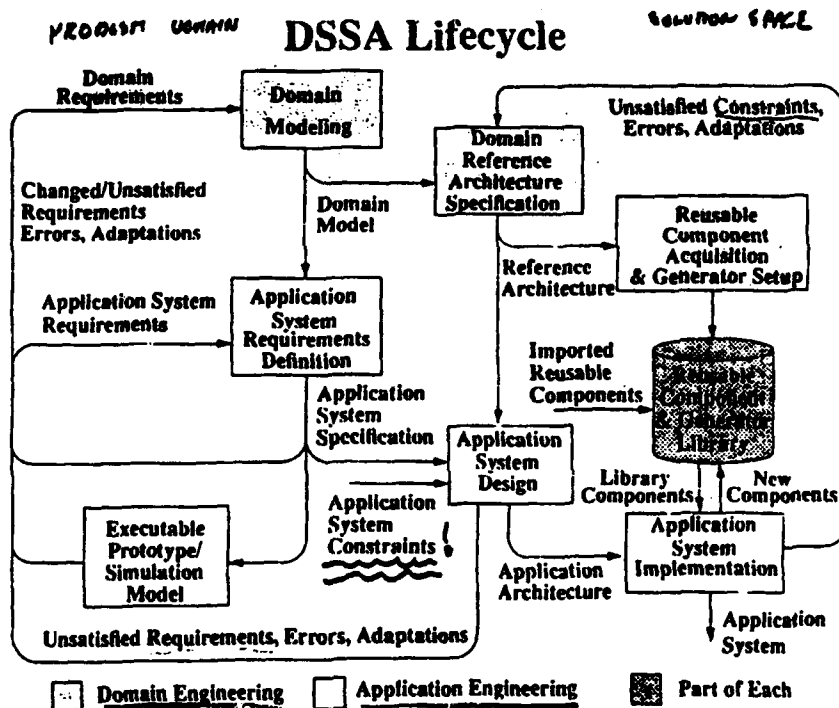 PROBLEM DOMAIN
DSSA Lifecycle
SOLUTION SPACE
Domain
Requirements
Domain
Modeling
Unsatisfied Constraints,
Errors, Adaptations
Domain
Reference
Architecture
Specification
Changed/Unsatisfied
Requirements
Errors, Adaptations
Domain
Model
Reusable
Component
Acquisition
& Generator Setup
Reference
Architecture
Application System
Requirements
Application
System
Requirements
Definition
Imported
Reusable
Components
Reusable
Component
& Generator
Library
Application
System
Specification
Application
System
Design
Library
Components
New
Components
Application
System
Constraints !
Executable
Prototype/
Simulation
Model
Application
System
Implementation
Application
Architecture
Unsatisfied Requirements, Errors, Adaptations
Application
System
Domain Engineering
Application Engineering
Part of Each